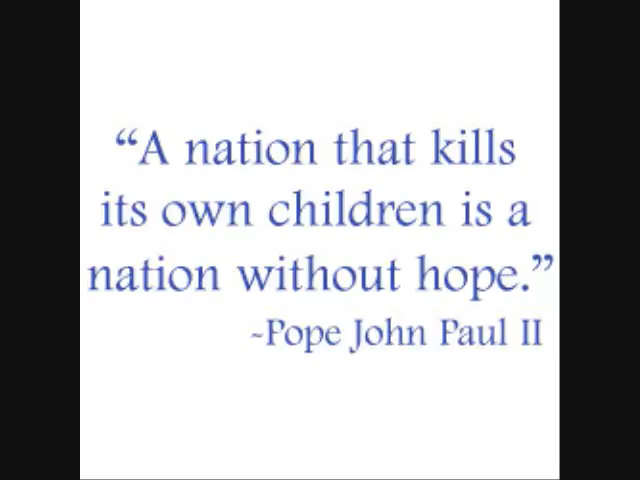 “A nation that kills
its own children is a
nation without hope.”
-Pope John Paul II